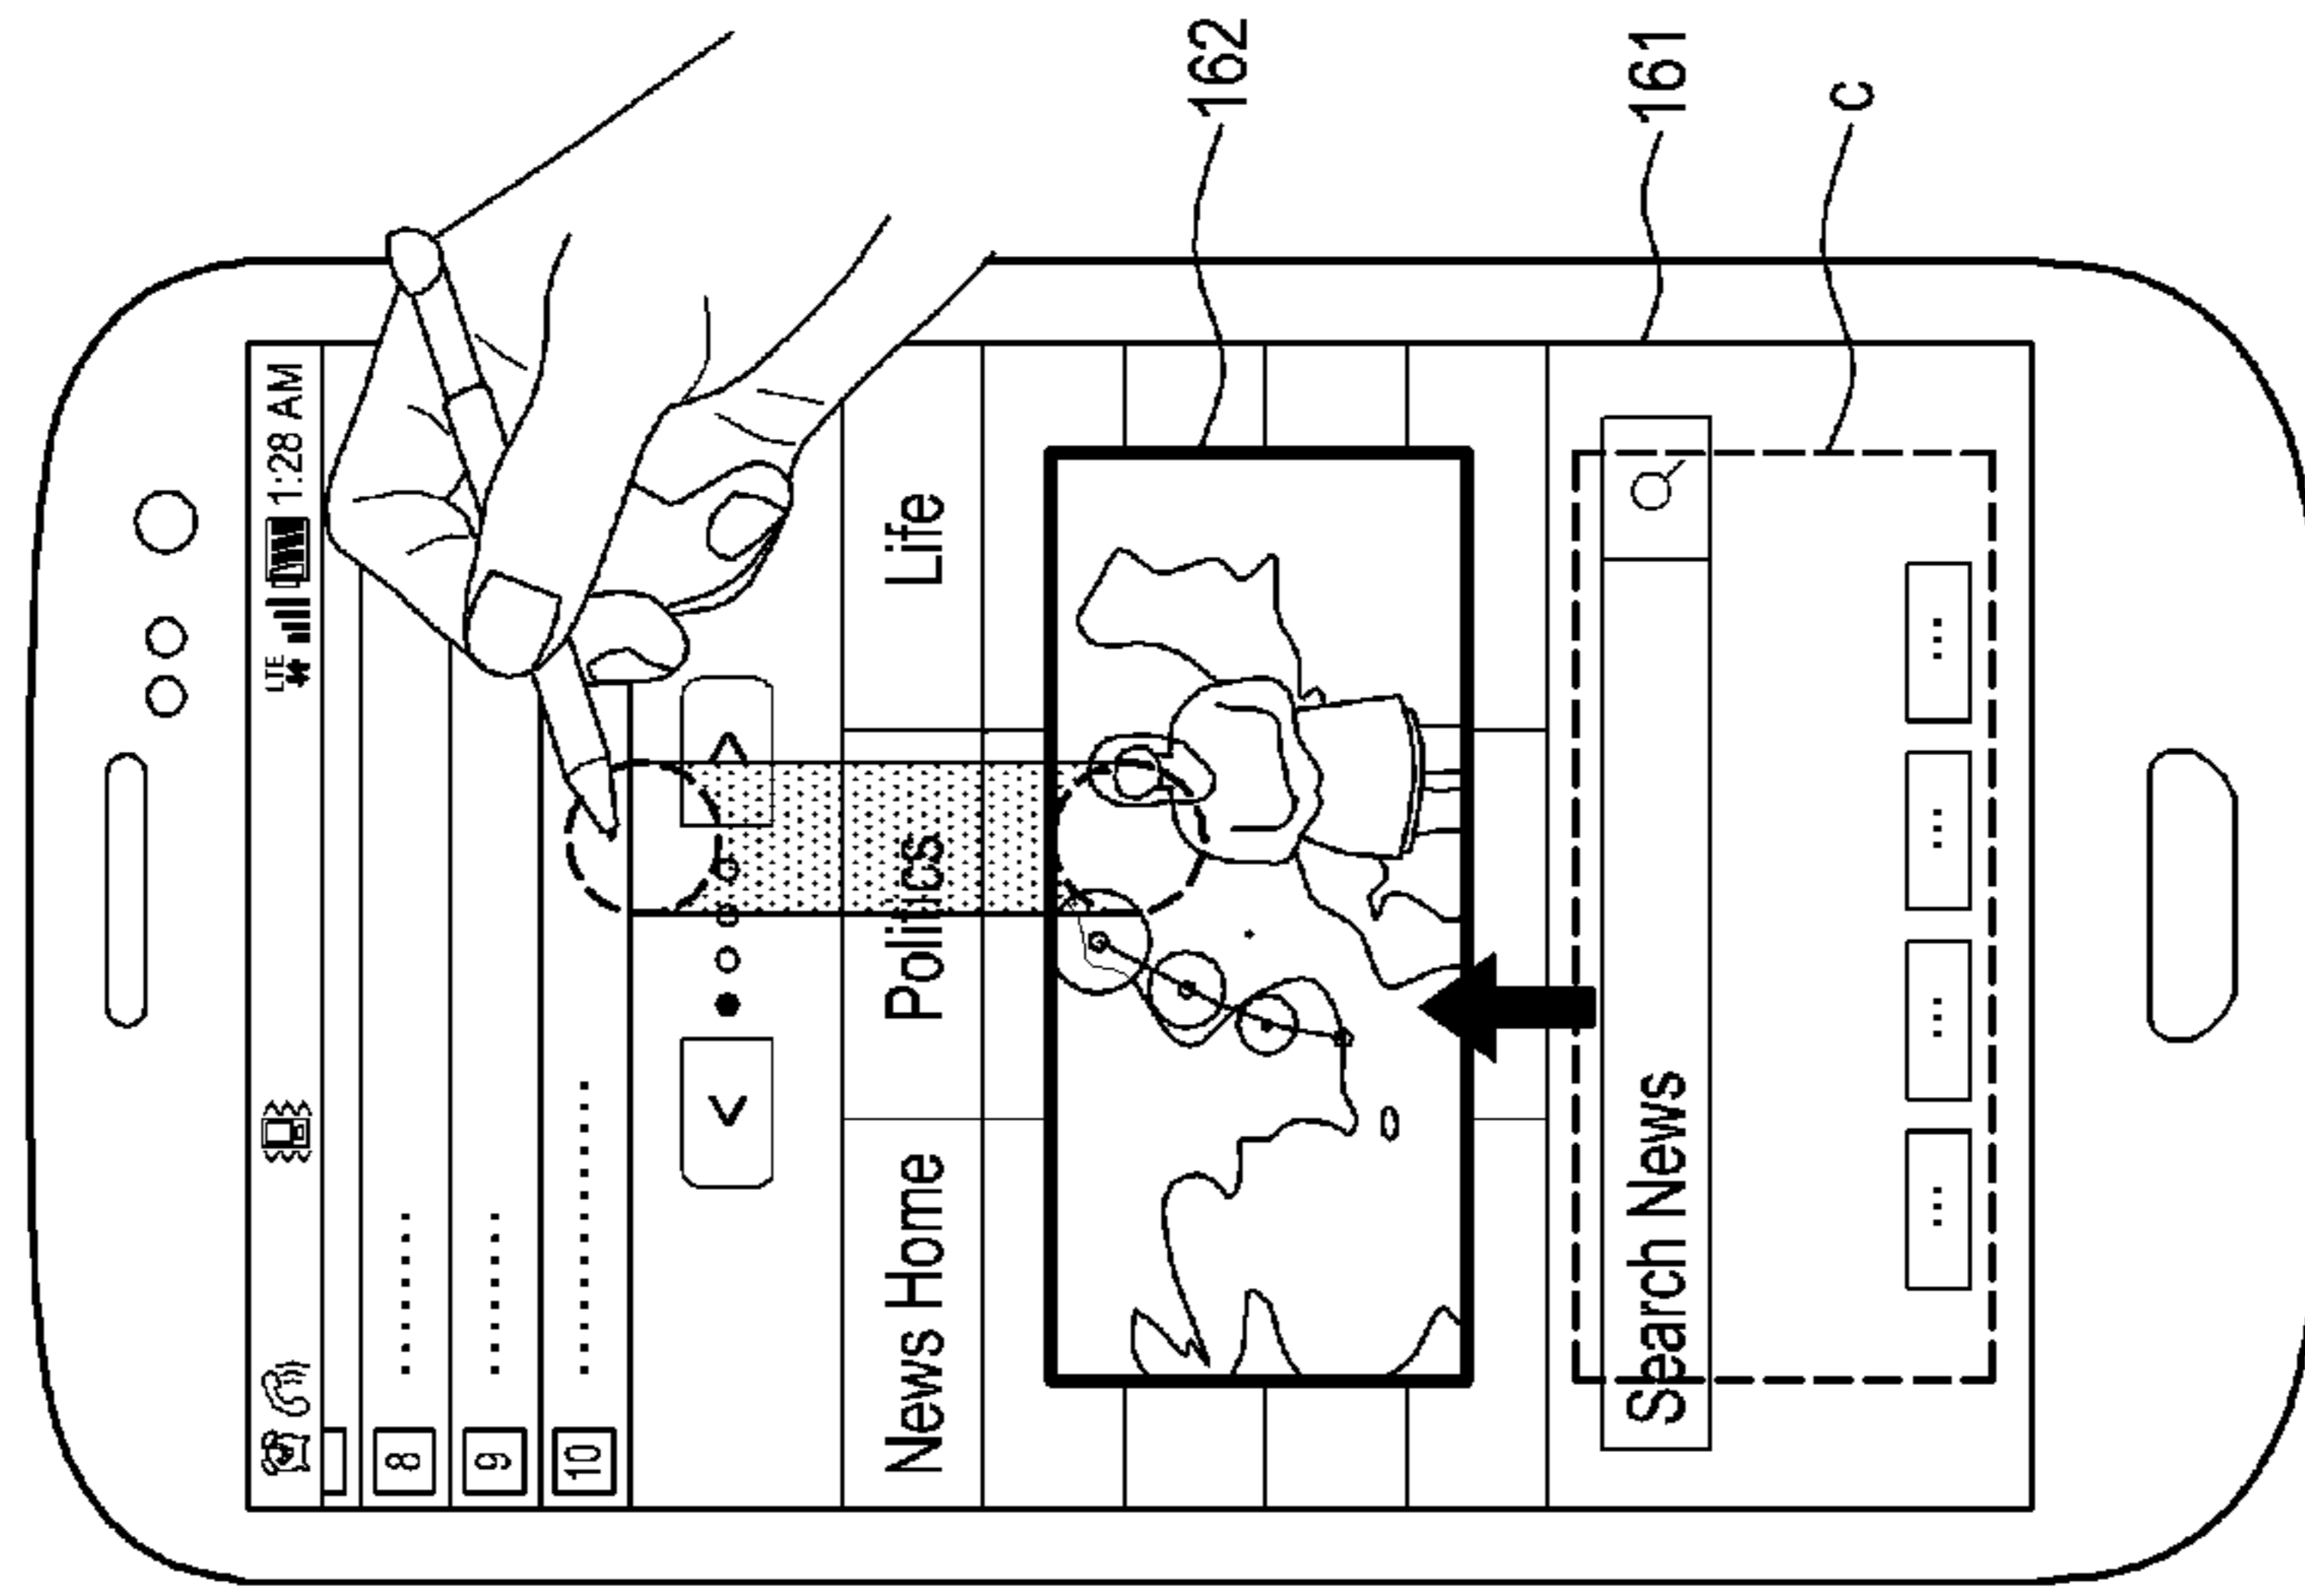 LTE 1:28 AM
8
9
10
< >
News Home Politics Life
162
161
Search News
c
... ... ... ...